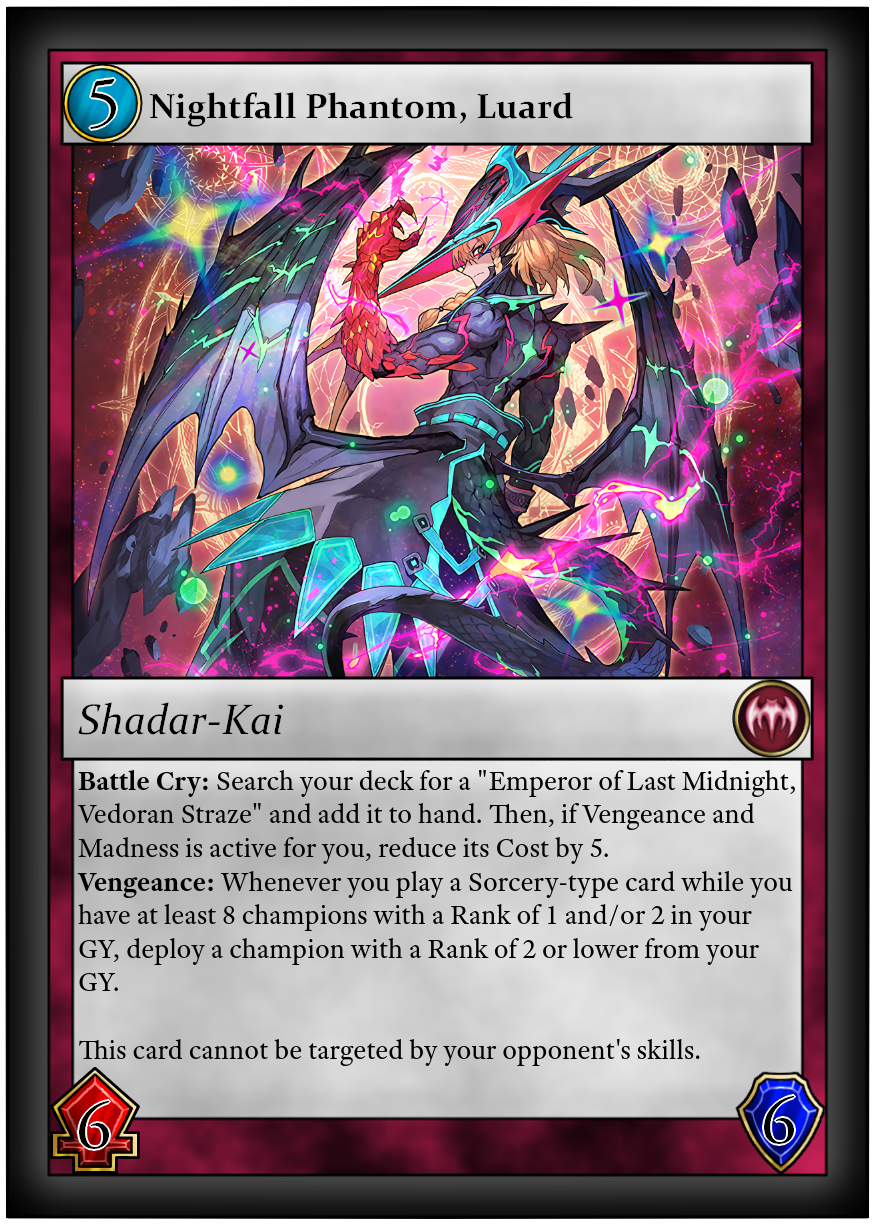 5
Nightfall Phantom, Luard
Shadar-Kai
Battle Cry: Search your deck for a "Emperor of Last Midnight,
Vedoran Straze" and add it to hand. Then, if Vengeance and
Madness is active for you, reduce its Cost by 5.
Vengeance: Whenever you play a Sorcery-type card while you
have at least 8 champions with a Rank of 1 and/or 2 in your
GY, deploy a champion with a Rank of 2 or lower from your
GY.
This card cannot be targeted by your opponent's skills.
6
6